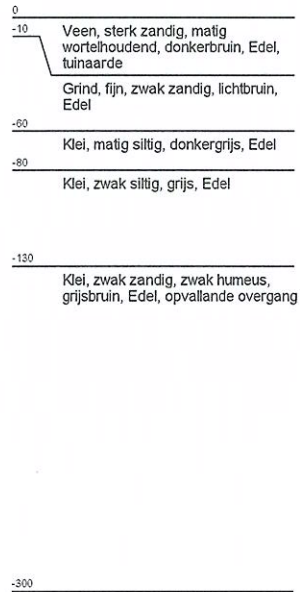 0
Veen, sterk zandig, matig
-10
wortelhoudend, donkerbruin, Edel,
tuinaarde
Grind, fijn, zwak zandig, lichtbruin,
Edel
-60
Klei, matig siltig, donkergrijs, Edel
-80
Klei, zwak siltig, grijs, Edel
-130
Klei, zwak zandig, zwak humeus,
grijsbruin, Edel, opvallande overgang
-300